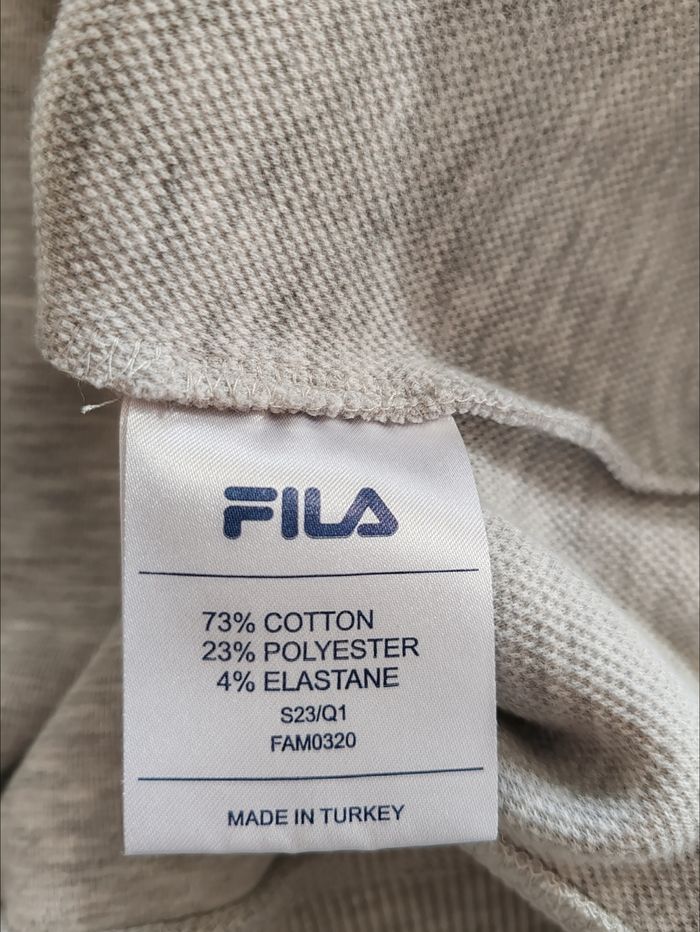 FILA
73% COTTON
23% POLYESTER
4% ELASTANE
S23/Q1
FAM0320
MADE IN TURKEY